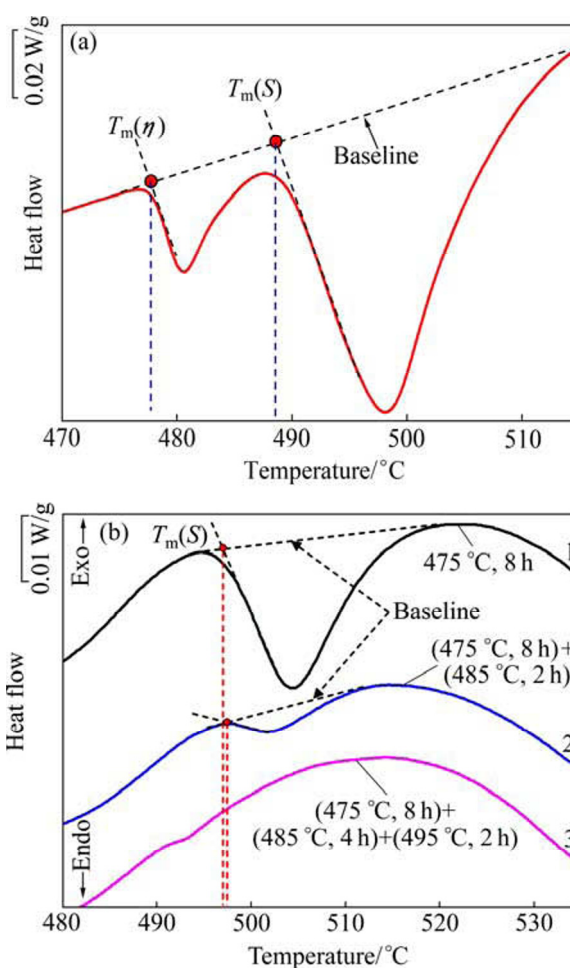 (a)
0.02 W/g
Tm(S)
Tm(η)
Baseline
Heat flow
470 480 490 500 510
Temperature/°C
(b)
0.01 W/g
Exo
Tm(S)
1
475 °C, 8 h
Baseline
(475 °C, 8 h)+
(485 °C, 2 h)
Heat flow
2
(475 °C, 8 h)+
(485 °C, 4 h)+(495 °C, 2 h)
3
Endo
480 490 500 510 520 530
Temperature/°C